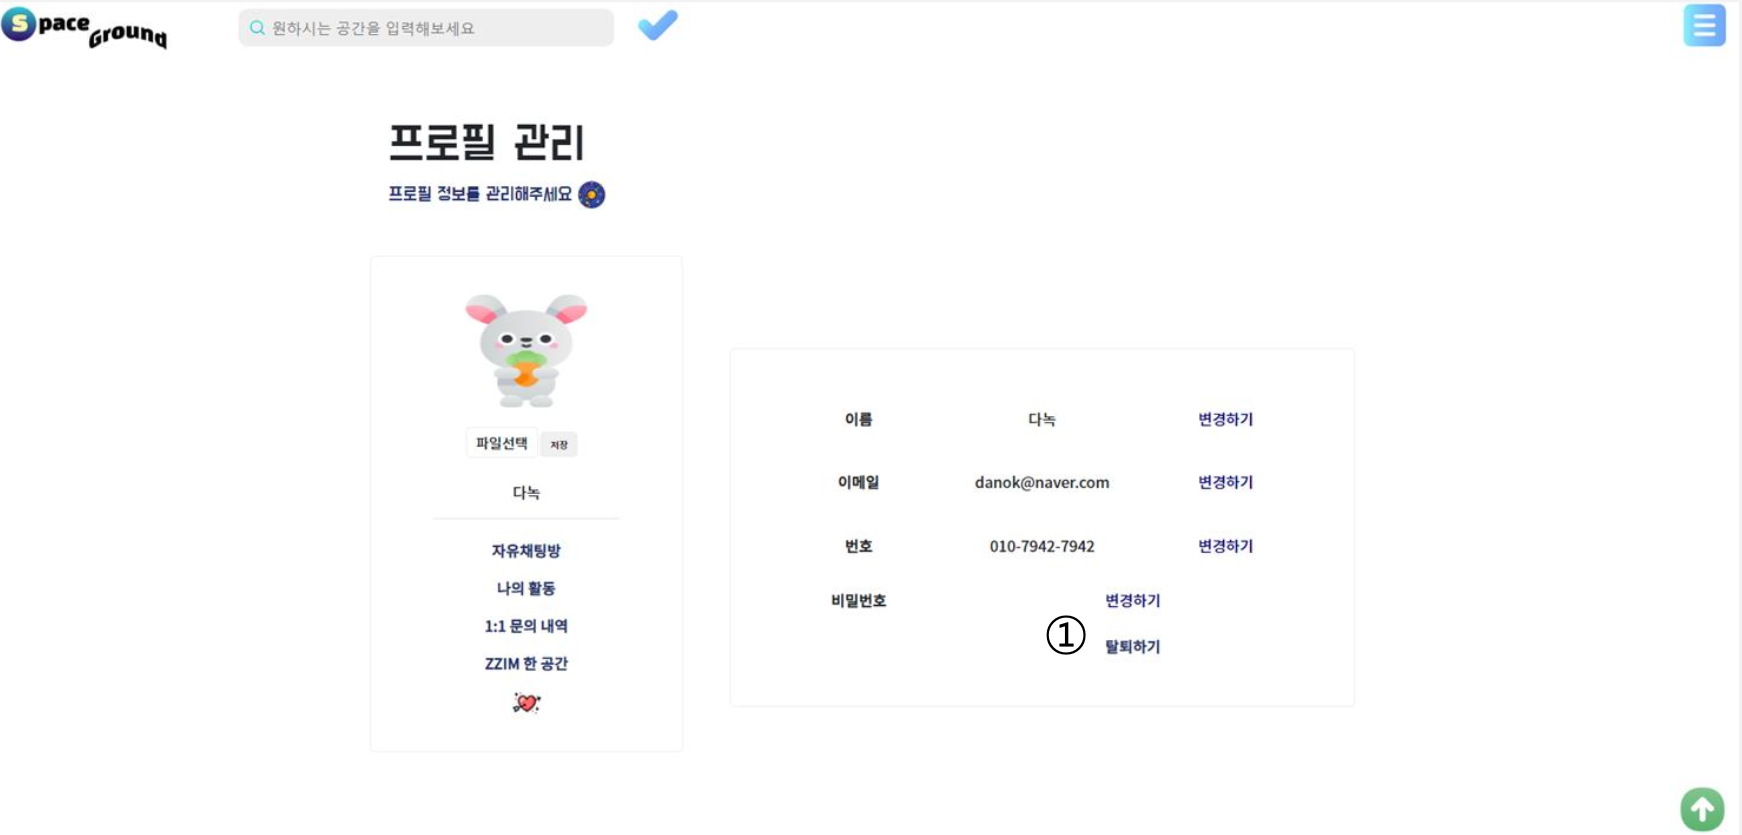 Space Ground
원하시는 공간을 입력해보세요
프로필 관리
프로필 정보를 관리해주세요
파일선택 저장
다녹
자유채팅방
나의 활동
1:1 문의 내역
ZZIM 한 공간
이름 다녹 변경하기
이메일 danok@naver.com 변경하기
번호 010-7942-7942 변경하기
비밀번호 변경하기
① 탈퇴하기